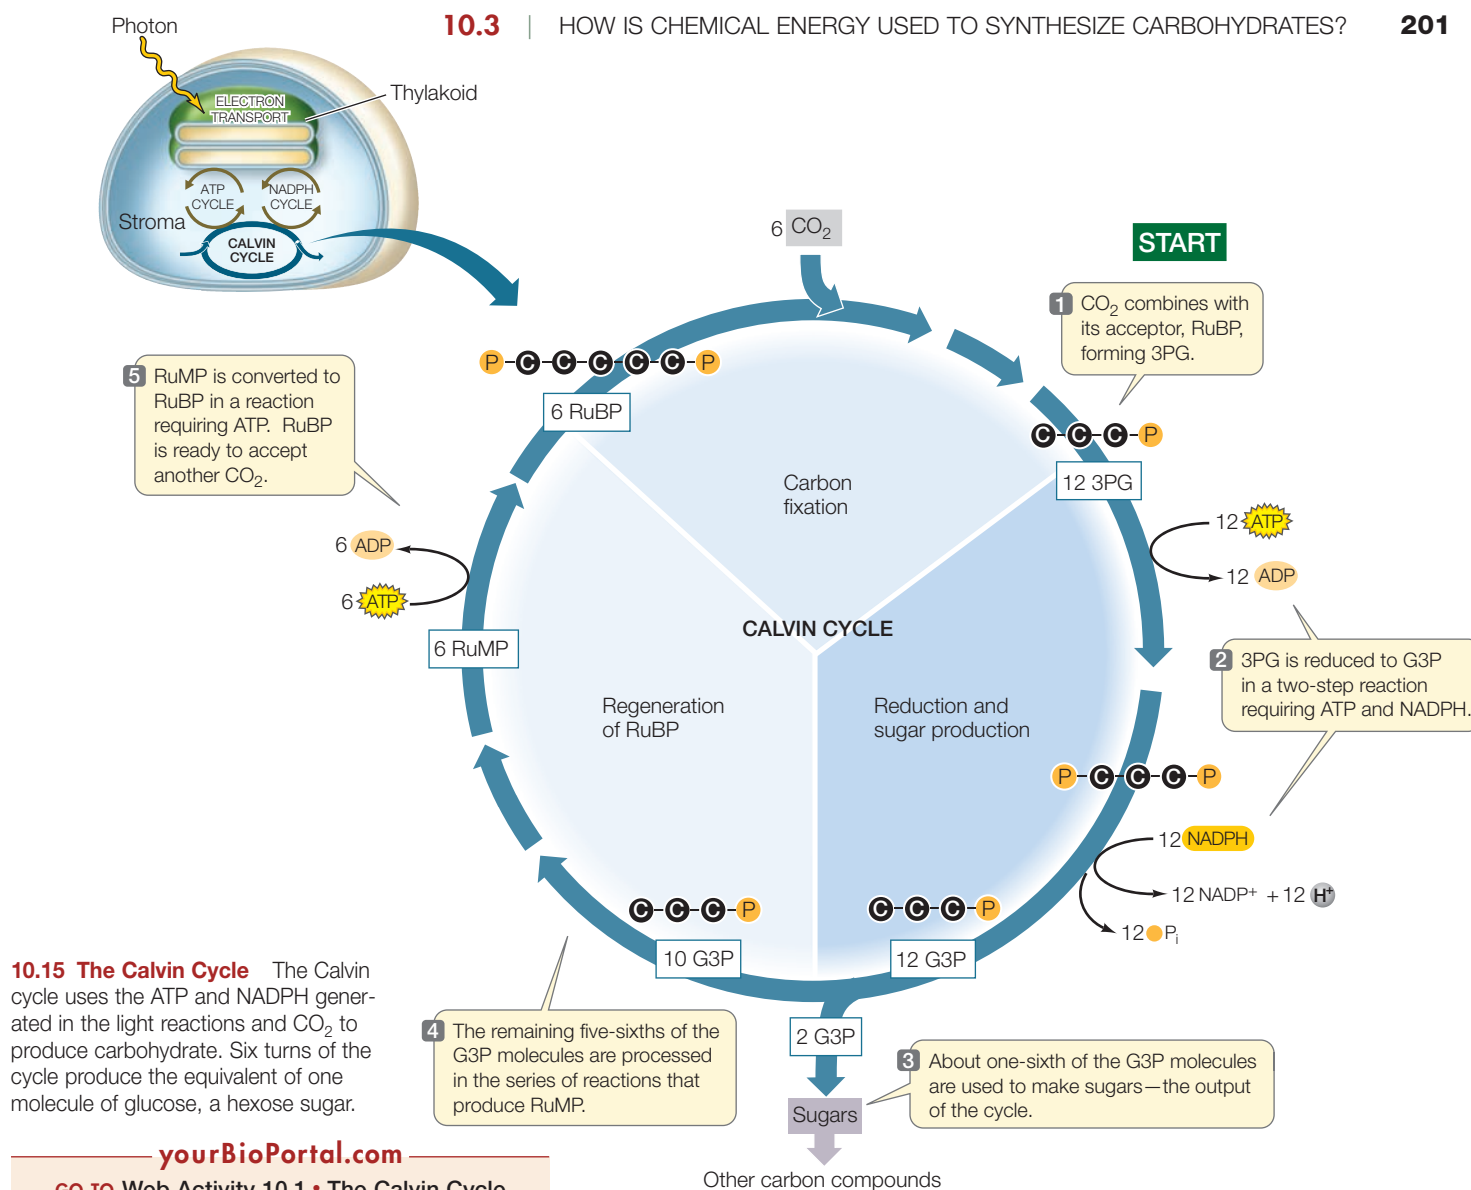 10.3 | HOW IS CHEMICAL ENERGY USED TO SYNTHESIZE CARBOHYDRATES? 201
Photon
ELECTRON
TRANSPORT
Thylakoid
ATP
CYCLE
NADPH
CYCLE
Stroma
CALVIN
CYCLE
6 CO2
START
1 CO2 combines with
its acceptor, RuBP,
forming 3PG.
P-C-C-C-C-C-P
6 RuBP
C-C-C-P
12 3PG
Carbon
fixation
12 ATP
12 ADP
2 3PG is reduced to G3P
in a two-step reaction
requiring ATP and NADPH.
CALVIN CYCLE
Reduction and
sugar production
P-C-C-C-P
12 NADPH
12 NADP+ + 12 H+
12 Pi
C-C-C-P
12 G3P
2 G3P
3 About one-sixth of the G3P molecules
are used to make sugars—the output
of the cycle.
Sugars
Other carbon compounds
C-C-C-P
10 G3P
4 The remaining five-sixths of the
G3P molecules are processed
in the series of reactions that
produce RuMP.
Regeneration
of RuBP
6 RuMP
6 ADP
6 ATP
5 RuMP is converted to
RuBP in a reaction
requiring ATP. RuBP
is ready to accept
another CO2.
10.15 The Calvin Cycle The Calvin
cycle uses the ATP and NADPH gener-
ated in the light reactions and CO2 to
produce carbohydrate. Six turns of the
cycle produce the equivalent of one
molecule of glucose, a hexose sugar.
yourBioPortal.com
GO TO Web Activity 10.1 • The Calvin Cycle